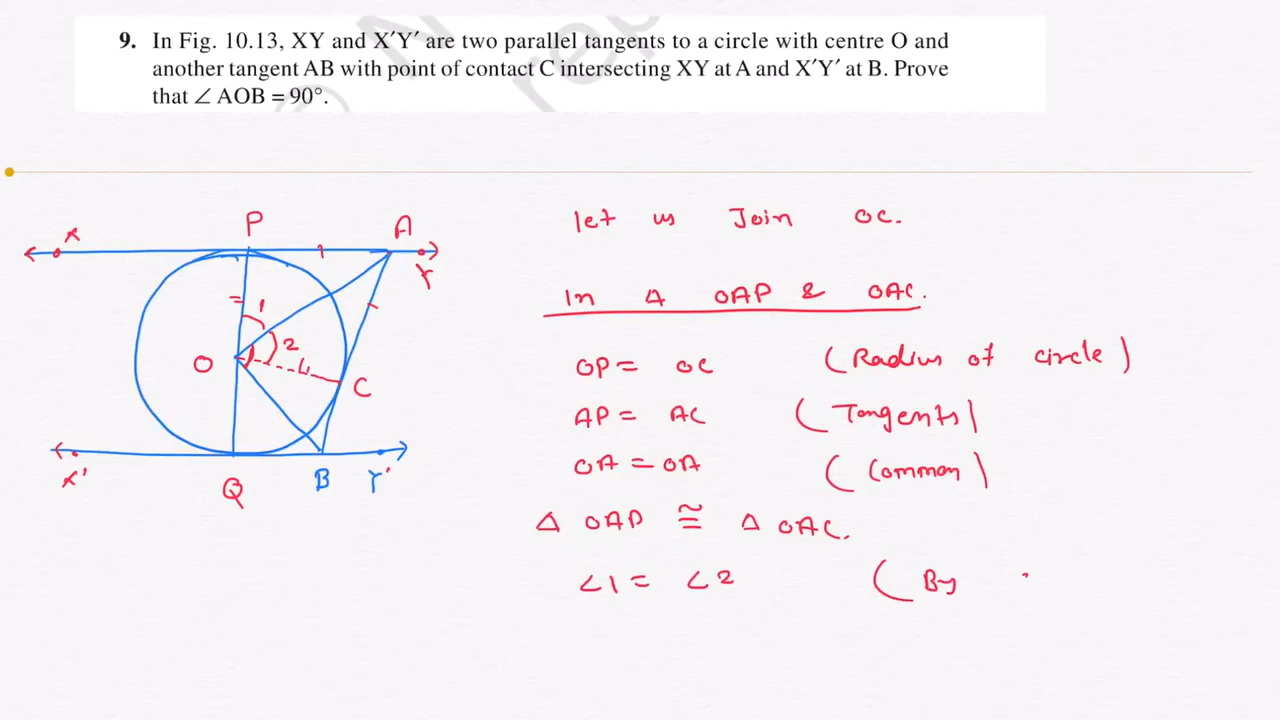 9. In Fig. 10.13, XY and X′Y′ are two parallel tangents to a circle with centre O and
another tangent AB with point of contact C intersecting XY at A and X′Y′ at B. Prove
that ∠ AOB = 90°.
let us Join OC.
In Δ OAP & OAC.
OP = OC (Radius of circle)
AP = AC (Tangents)
OA = OA (Common)
Δ OAP ≅ Δ OAC.
∠1 = ∠2 (By
X P A Y
1
2
O
C
X' Q B Y'